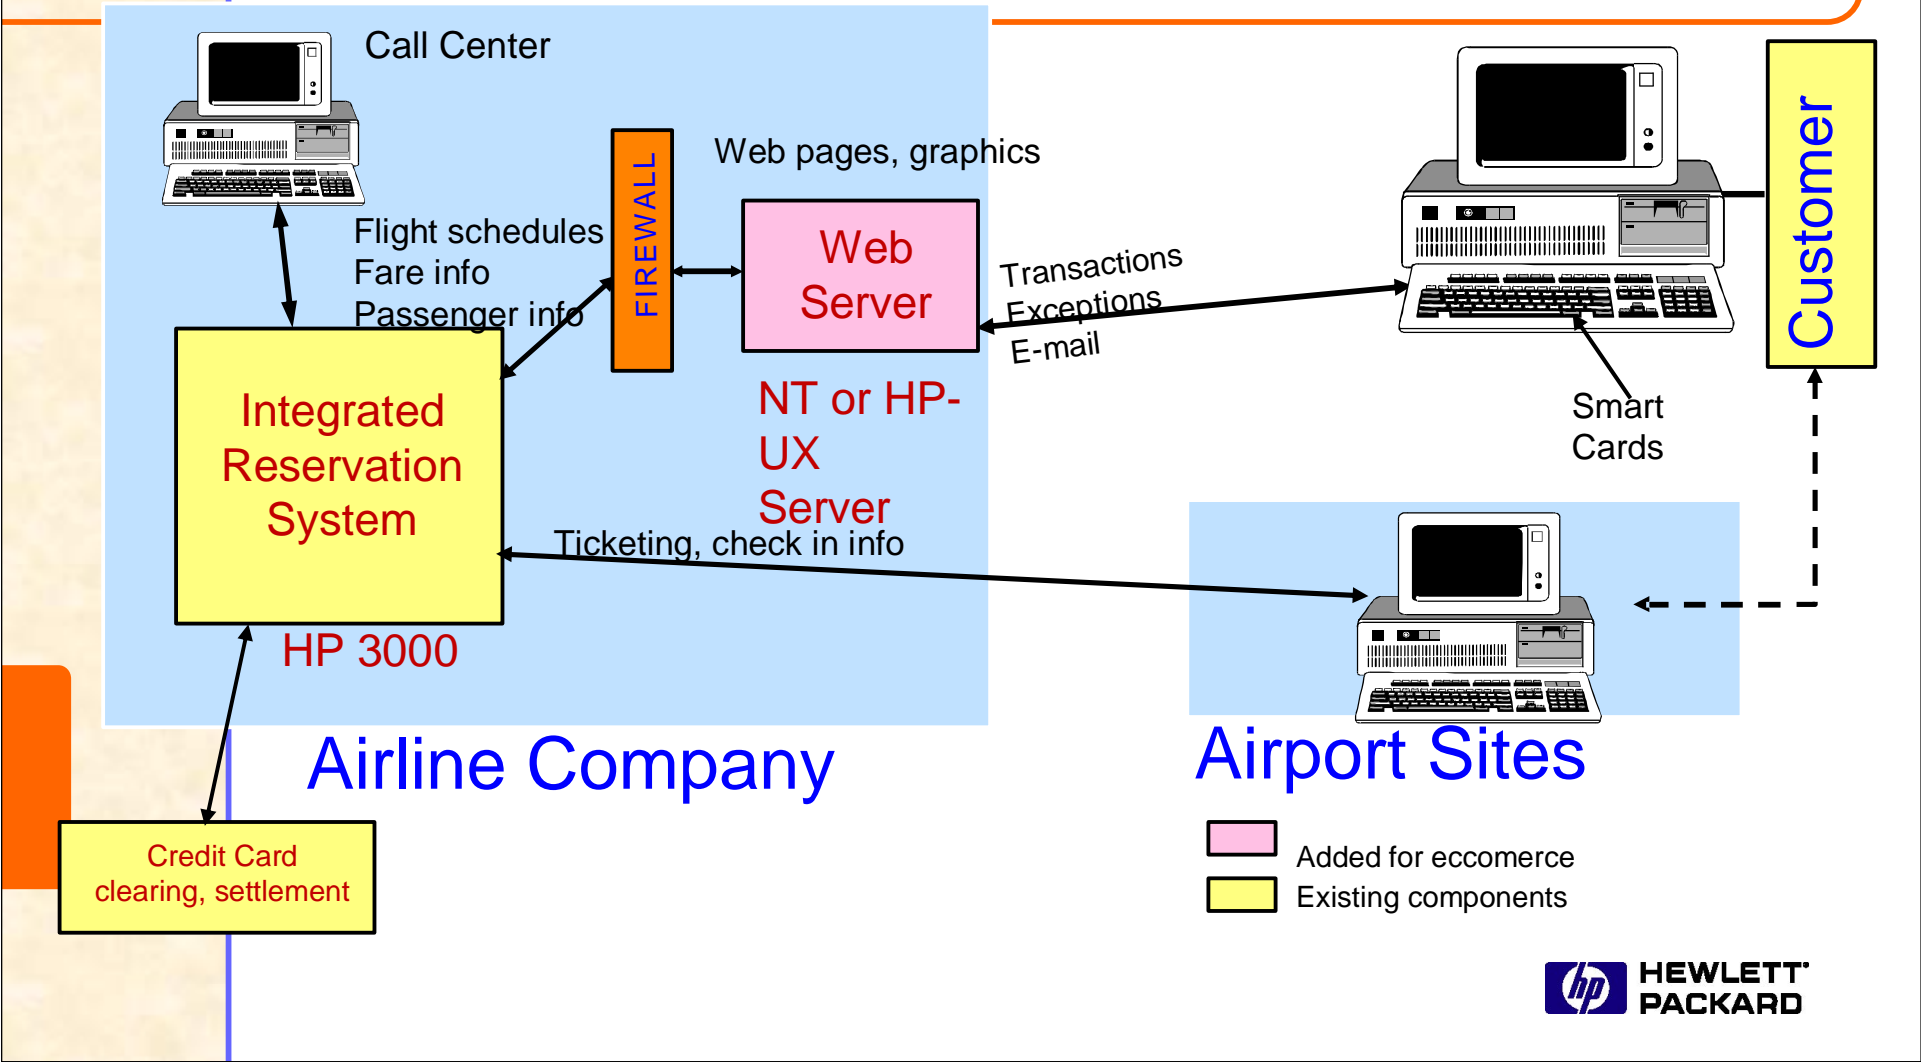 Call Center
Web pages, graphics
FIREWALL
Flight schedules
Fare info
Passenger info
Web
Server
Transactions
Exceptions
E-mail
Customer
Integrated
Reservation
System
NT or HP-
UX
Server
Smart
Cards
Ticketing, check in info
HP 3000
Airline Company
Airport Sites
Credit Card
clearing, settlement
Added for eccomerce
Existing components
hp
HEWLETT
PACKARD